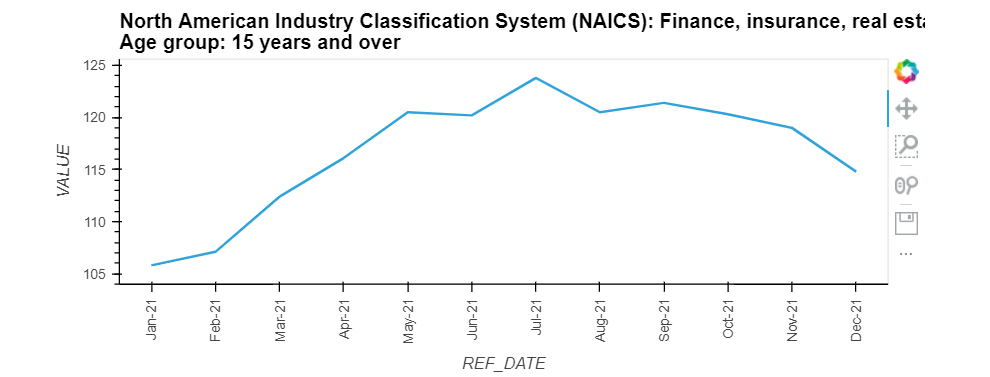 North American Industry Classification System (NAICS): Finance, insurance, real esta
Age group: 15 years and over
125
120
115
110
105
VALUE
Jan-21
Feb-21
Mar-21
Apr-21
May-21
Jun-21
Jul-21
Aug-21
Sep-21
Oct-21
Nov-21
Dec-21
REF_DATE